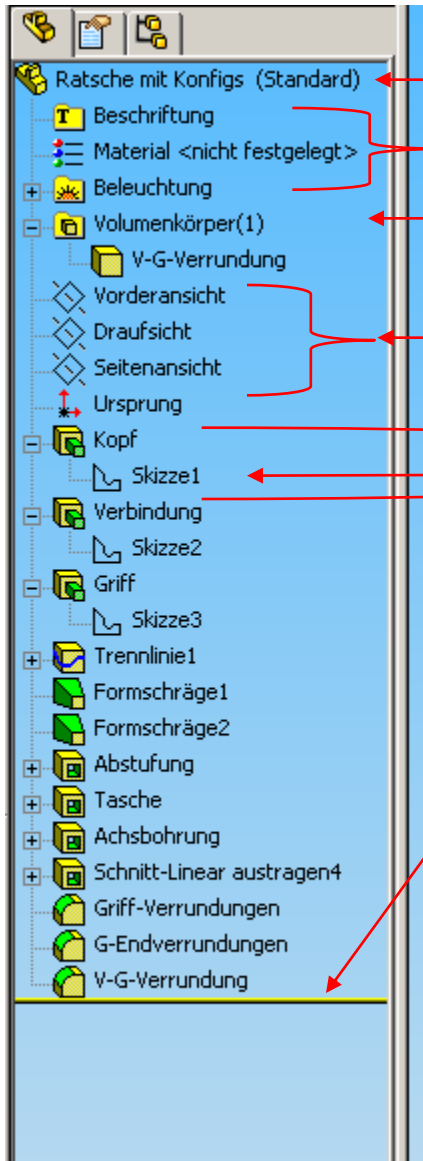 Ratsche mit Konfigs (Standard)
T Beschriftung
Material <nicht festgelegt>
Beleuchtung
Volumenkörper(1)
V-G-Verrundung
Vorderansicht
Draufsicht
Seitenansicht
Ursprung
Kopf
Skizze1
Verbindung
Skizze2
Griff
Skizze3
Trennlinie1
Formschräge1
Formschräge2
Abstufung
Tasche
Achsbohrung
Schnitt-Linear austragen4
Griff-Verrundungen
G-Endverrundungen
V-G-Verrundung